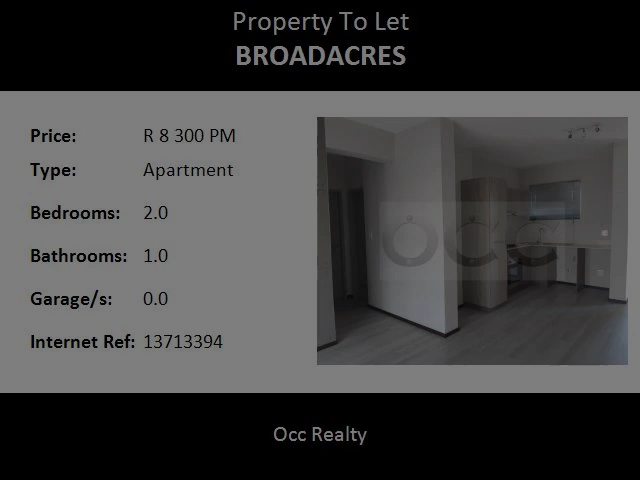 Property To Let
BROADACRES
Price: R 8 300 PM
Type: Apartment
Bedrooms: 2.0
Bathrooms: 1.0
Garage/s: 0.0
Internet Ref: 13713394
OCC
Occ Realty